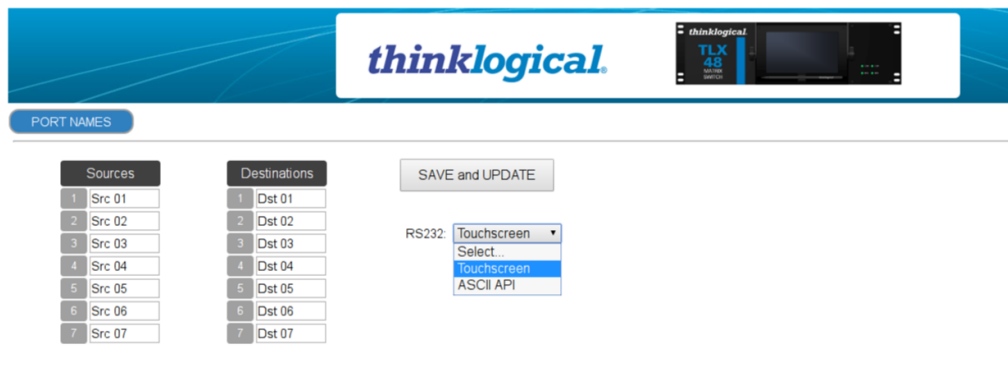 thinklogical®
thinklogical
TLX
48
MATRIX
SWITCH
PORT NAMES
Sources Destinations SAVE and UPDATE
1 Src 01 1 Dst 01
2 Src 02 2 Dst 02
3 Src 03 3 Dst 03 RS232: Touchscreen
Select...
4 Src 04 4 Dst 04 Touchscreen
5 Src 05 5 Dst 05 ASCII API
6 Src 06 6 Dst 06
7 Src 07 7 Dst 07